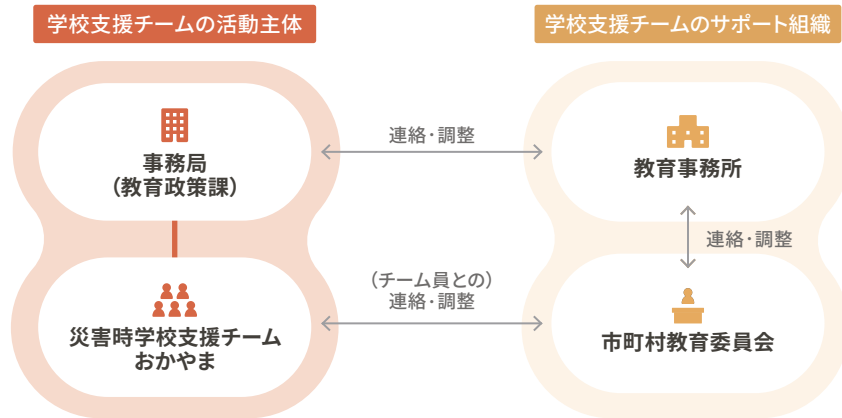 学校支援チームの活動主体
学校支援チームのサポート組織
事務局
（教育政策課）
連絡・調整
教育事務所
連絡・調整
（チーム員との）
連絡・調整
災害時学校支援チーム
おかやま
市町村教育委員会